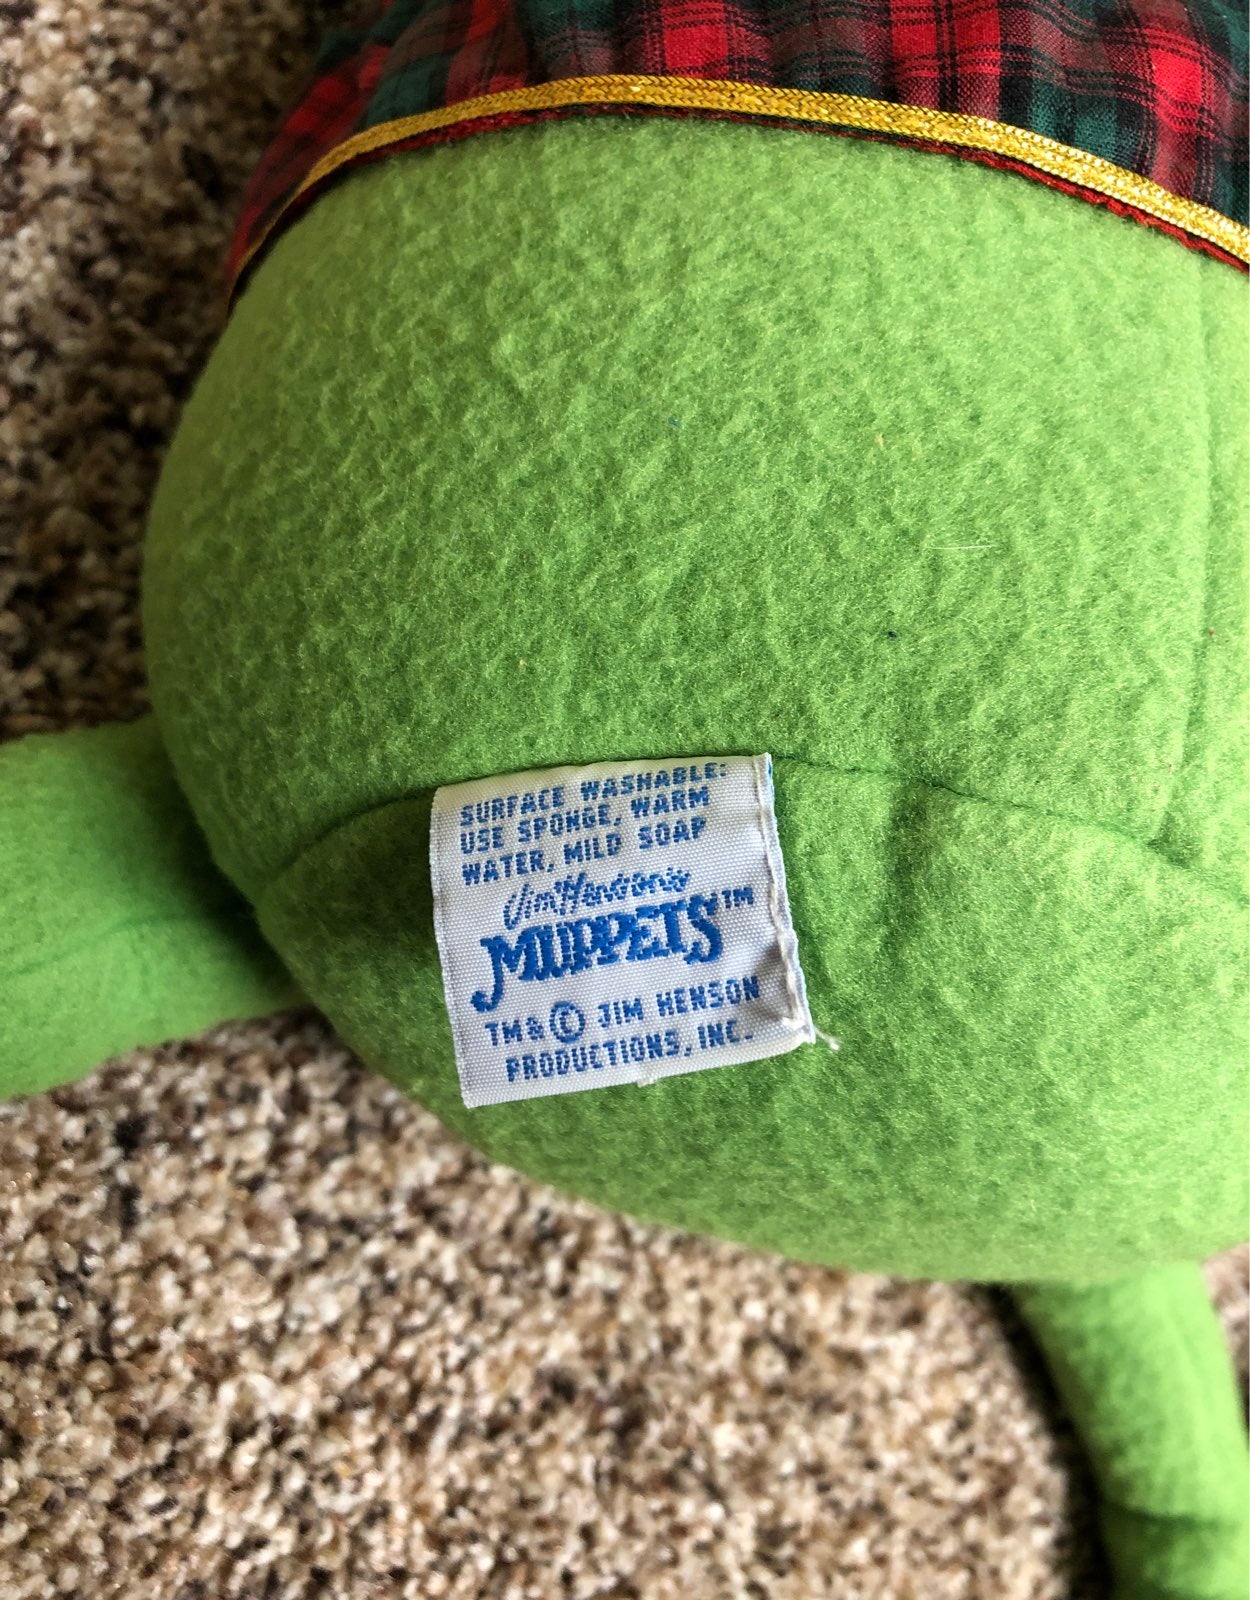 SURFACE WASHABLE:
USE SPONGE, WARM
WATER, MILD SOAP
Jim Henson's
MUPPETS™
TM & © JIM HENSON
PRODUCTIONS, INC.